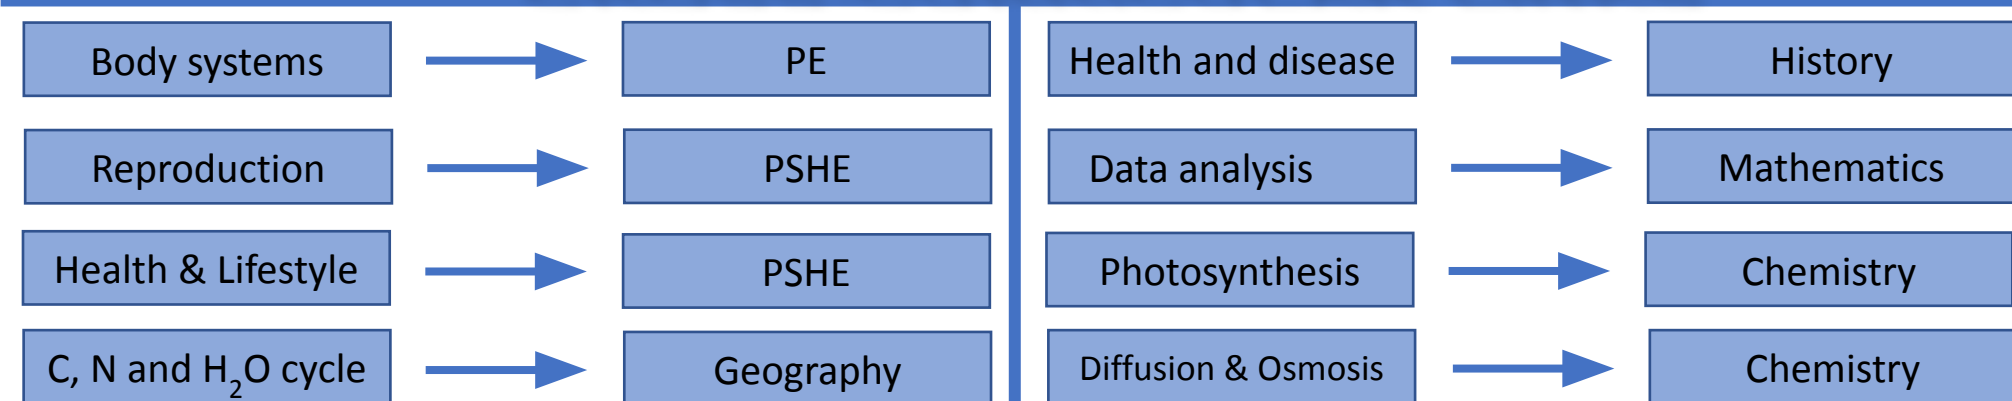 Body systems
PE
Reproduction
PSHE
Health & Lifestyle
PSHE
C, N and H₂O cycle
Geography
Health and disease
History
Data analysis
Mathematics
Photosynthesis
Chemistry
Diffusion & Osmosis
Chemistry